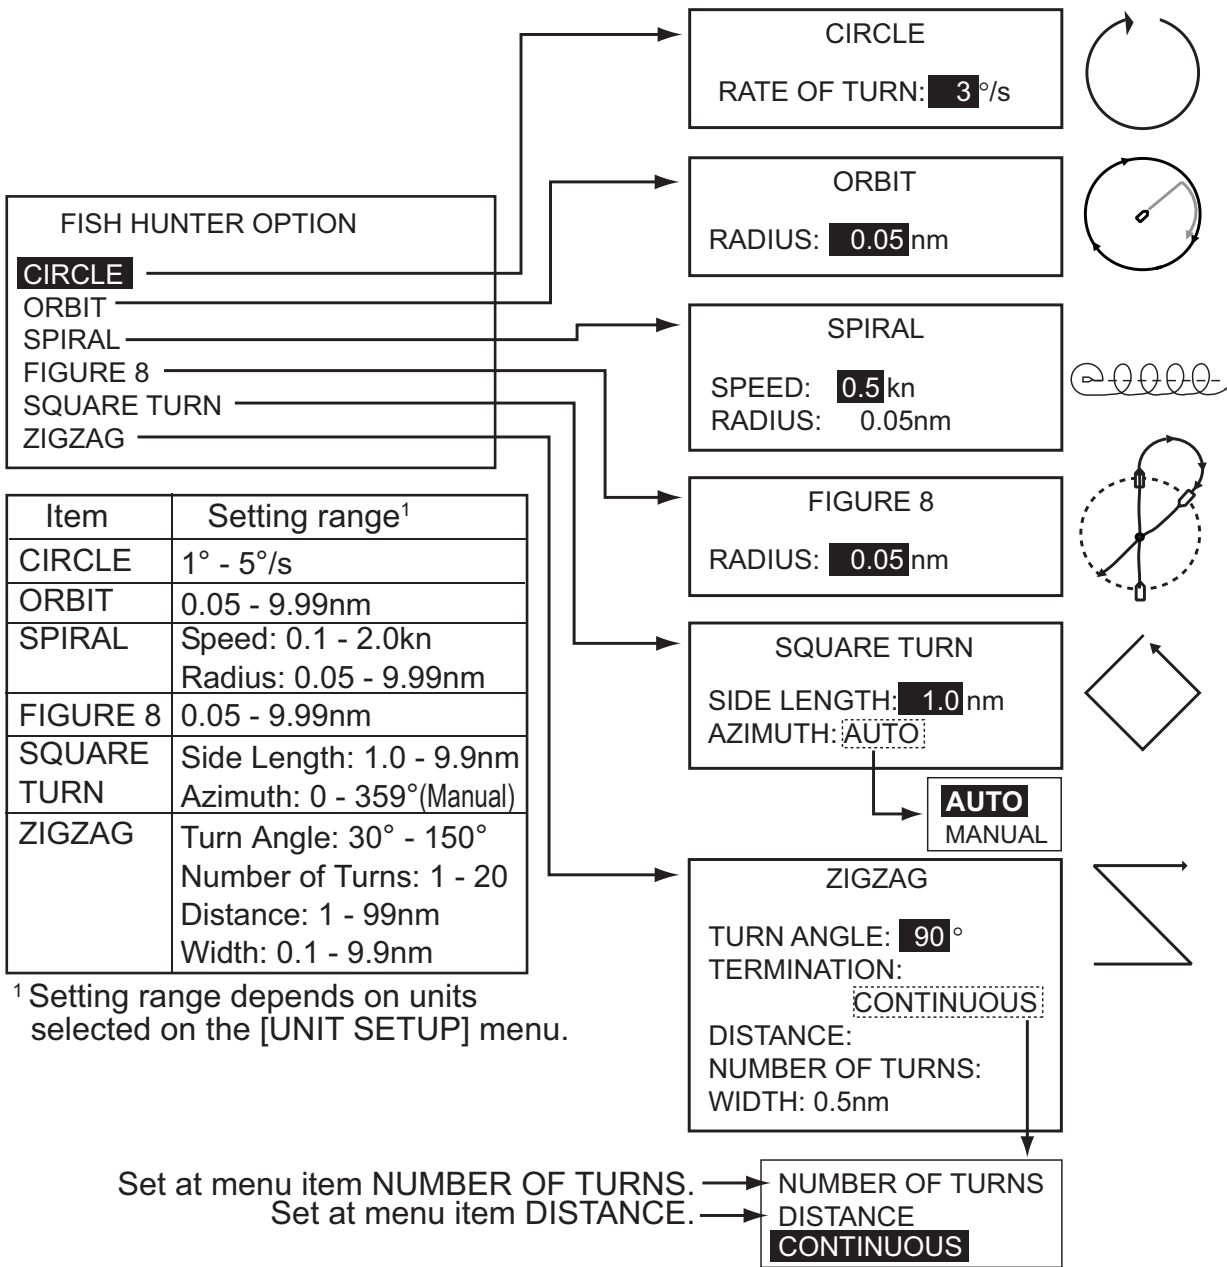 FISH HUNTER OPTION
CIRCLE
ORBIT
SPIRAL
FIGURE 8
SQUARE TURN
ZIGZAG
Item Setting range1
CIRCLE 1° - 5°/s
ORBIT 0.05 - 9.99nm
SPIRAL Speed: 0.1 - 2.0kn
Radius: 0.05 - 9.99nm
FIGURE 8 0.05 - 9.99nm
SQUARE Side Length: 1.0 - 9.9nm
TURN Azimuth: 0 - 359°(Manual)
ZIGZAG Turn Angle: 30° - 150°
Number of Turns: 1 - 20
Distance: 1 - 99nm
Width: 0.1 - 9.9nm
1 Setting range depends on units
selected on the [UNIT SETUP] menu.
CIRCLE
RATE OF TURN: 3 °/s
ORBIT
RADIUS: 0.05 nm
SPIRAL
SPEED: 0.5 kn
RADIUS: 0.05nm
FIGURE 8
RADIUS: 0.05 nm
SQUARE TURN
SIDE LENGTH: 1.0 nm
AZIMUTH: AUTO
AUTO
MANUAL
ZIGZAG
TURN ANGLE: 90 °
TERMINATION:
CONTINUOUS
DISTANCE:
NUMBER OF TURNS:
WIDTH: 0.5nm
Set at menu item NUMBER OF TURNS.
Set at menu item DISTANCE.
NUMBER OF TURNS
DISTANCE
CONTINUOUS